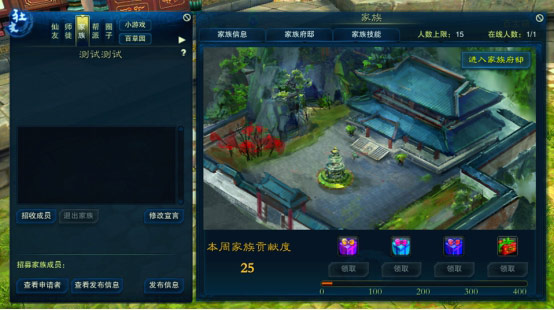 社交
仙友 师徒 家族 帮派 圈子 小游戏
百草园
?
测试测试
招收成员 退出家族 修改宣言
招募家族成员：
查看申请者 查看发布信息 发布信息
家族
家族信息 家族府邸 家族技能 人数上限：15 在线人数：1/1
进入家族府邸
本周家族贡献度
25
领取 领取 领取 领取
0 100 200 300 400